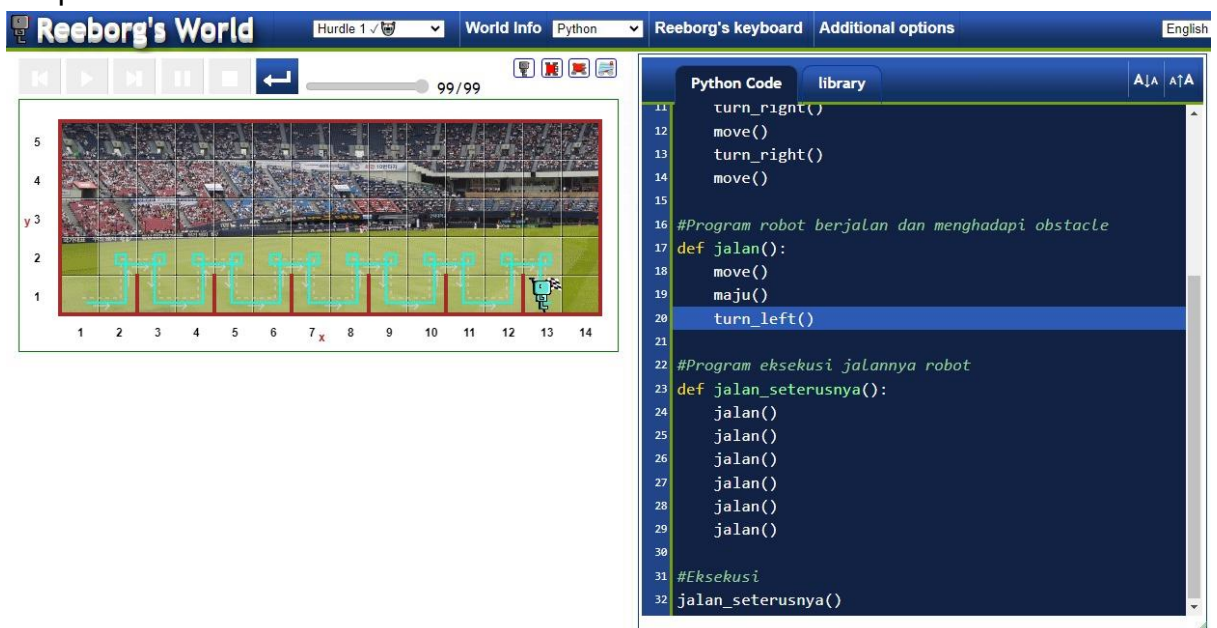 Reeborg's World
Hurdle 1 ✓
World Info
Python
Reeborg's keyboard
Additional options
English
99/99
Python Code
library
A↓A
A↑A
5
4
y 3
2
1
1 2 3 4 5 6 7 x 8 9 10 11 12 13 14
11 turn_right()
12 move()
13 turn_right()
14 move()
15
16 #Program robot berjalan dan menghadapi obstacle
17 def jalan():
18 move()
19 maju()
20 turn_left()
21
22 #Program eksekusi jalannya robot
23 def jalan_seterusnya():
24 jalan()
25 jalan()
26 jalan()
27 jalan()
28 jalan()
29 jalan()
30
31 #Eksekusi
32 jalan_seterusnya()